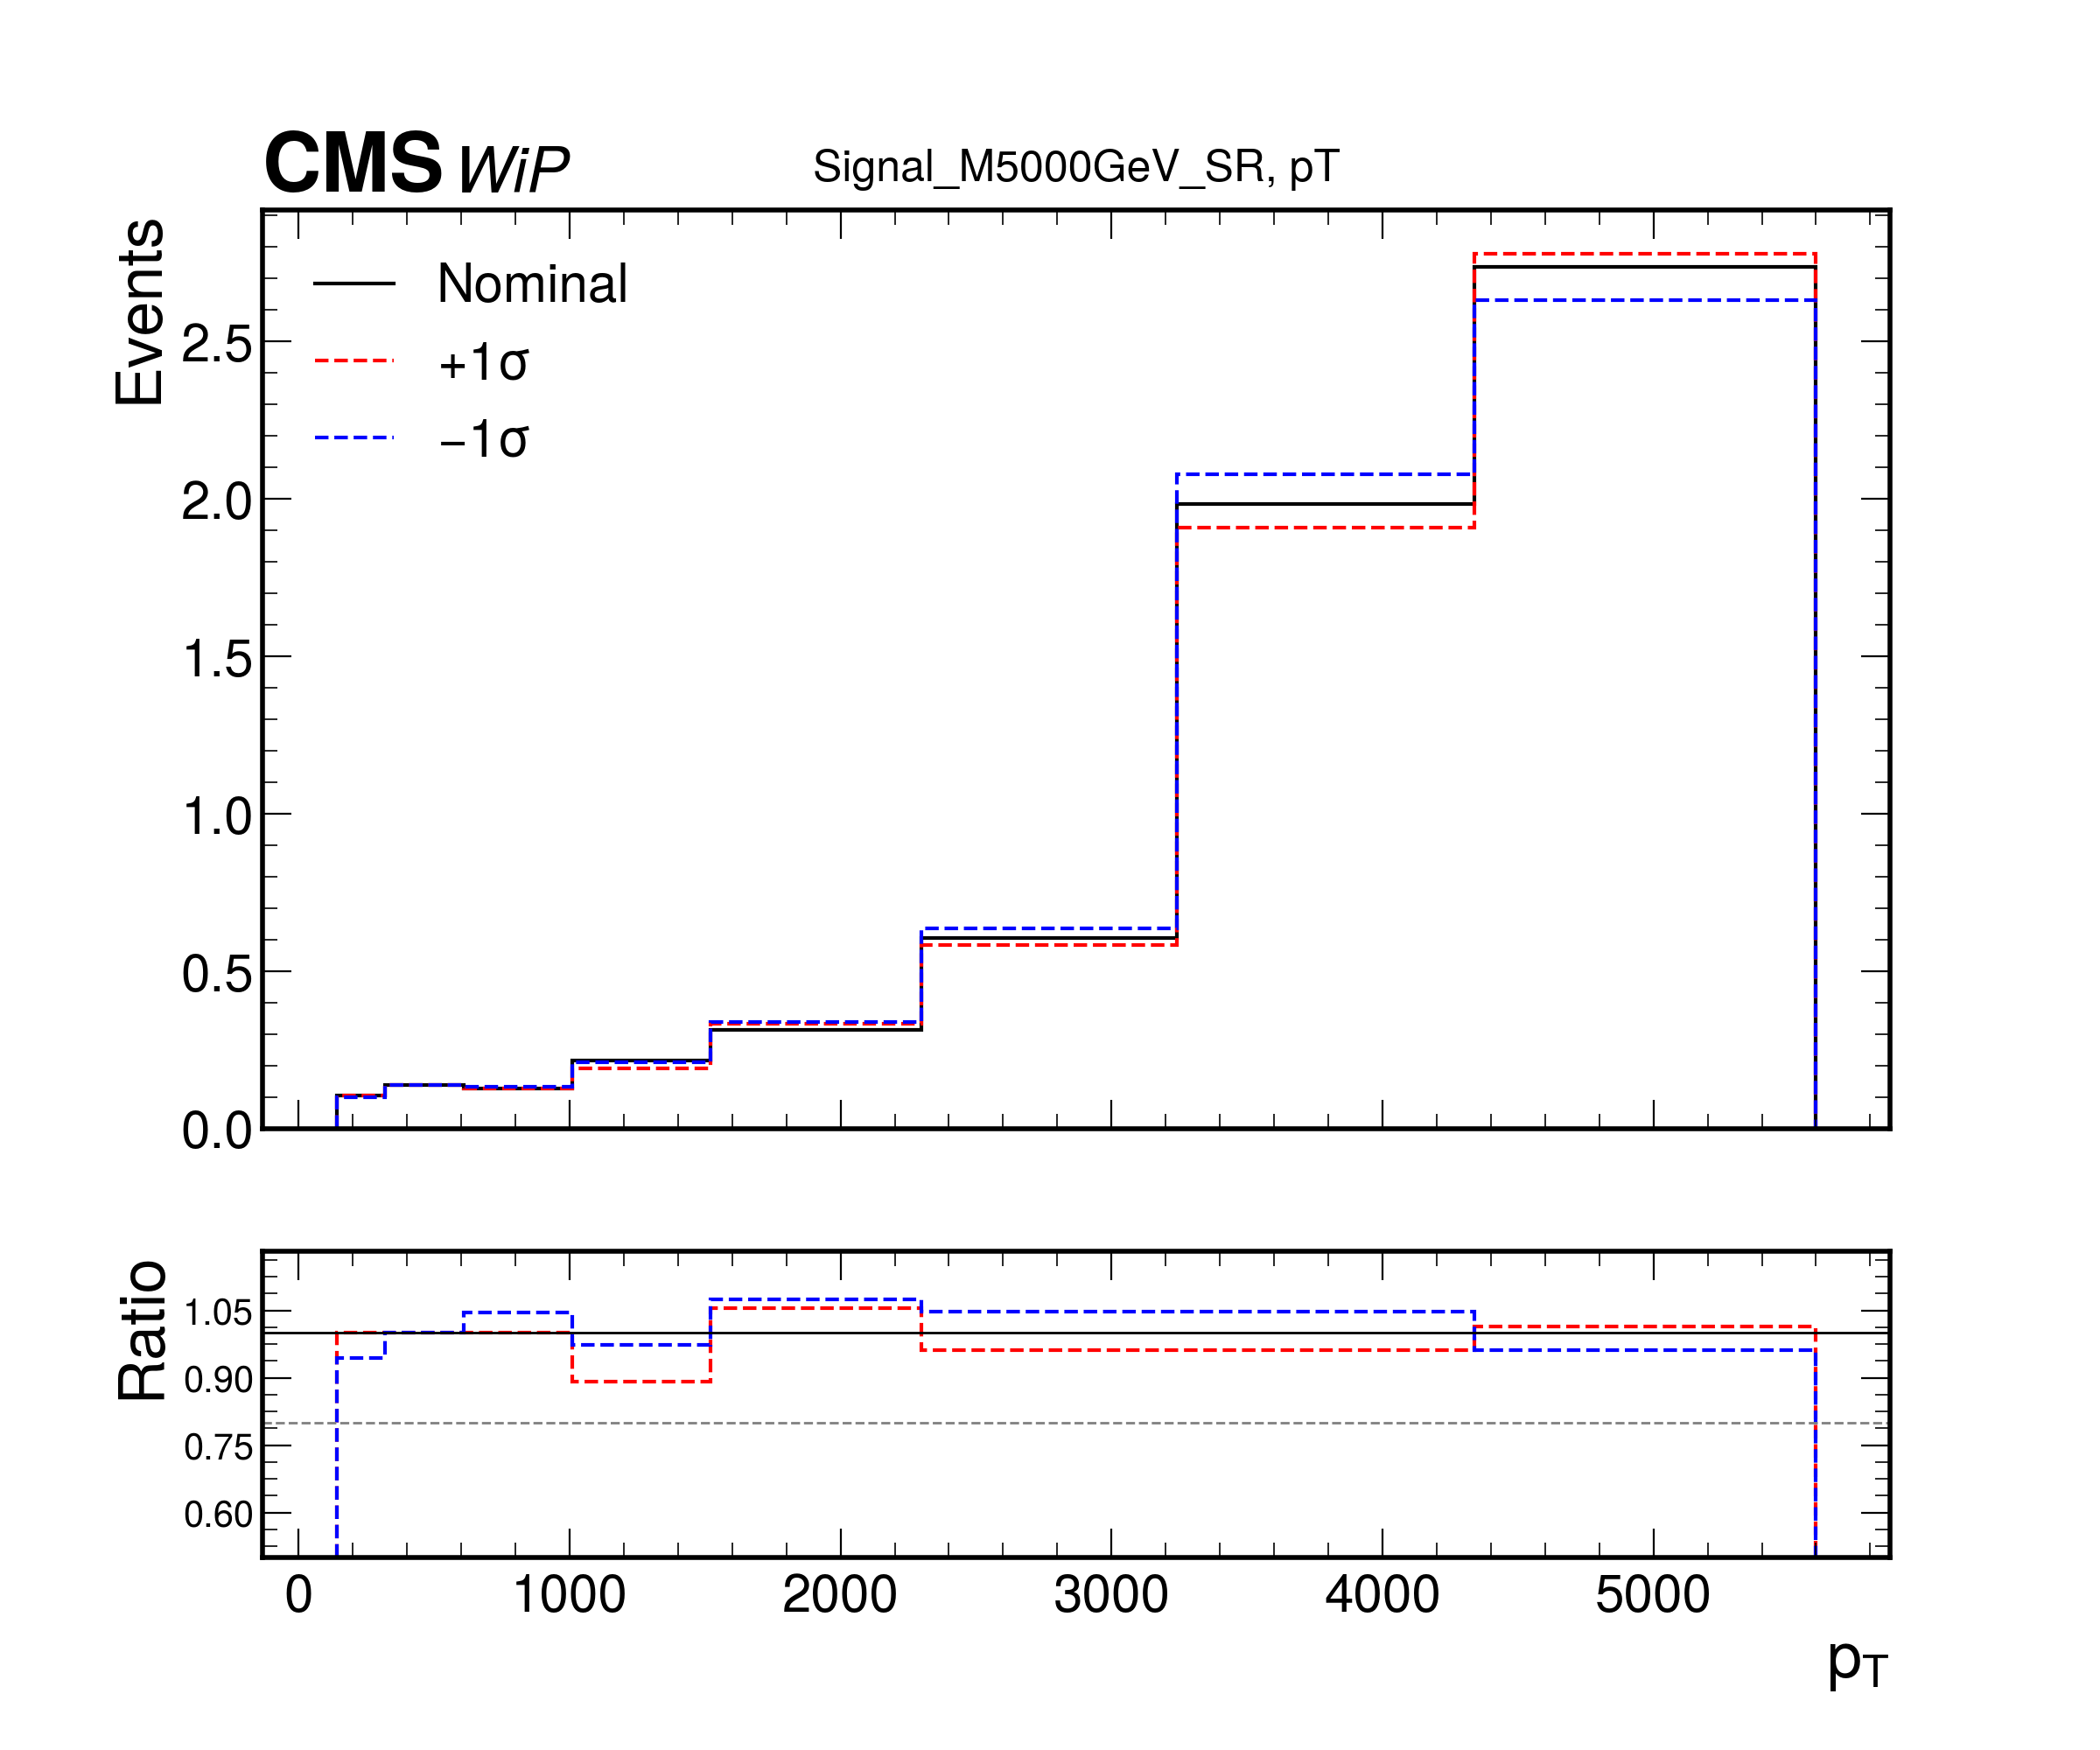 CMS WiP
Signal_M5000GeV_SR, pT
Events
Nominal
+1σ
−1σ
2.5
2.0
1.5
1.0
0.5
0.0
Ratio
1.05
0.90
0.75
0.60
0 1000 2000 3000 4000 5000
pT